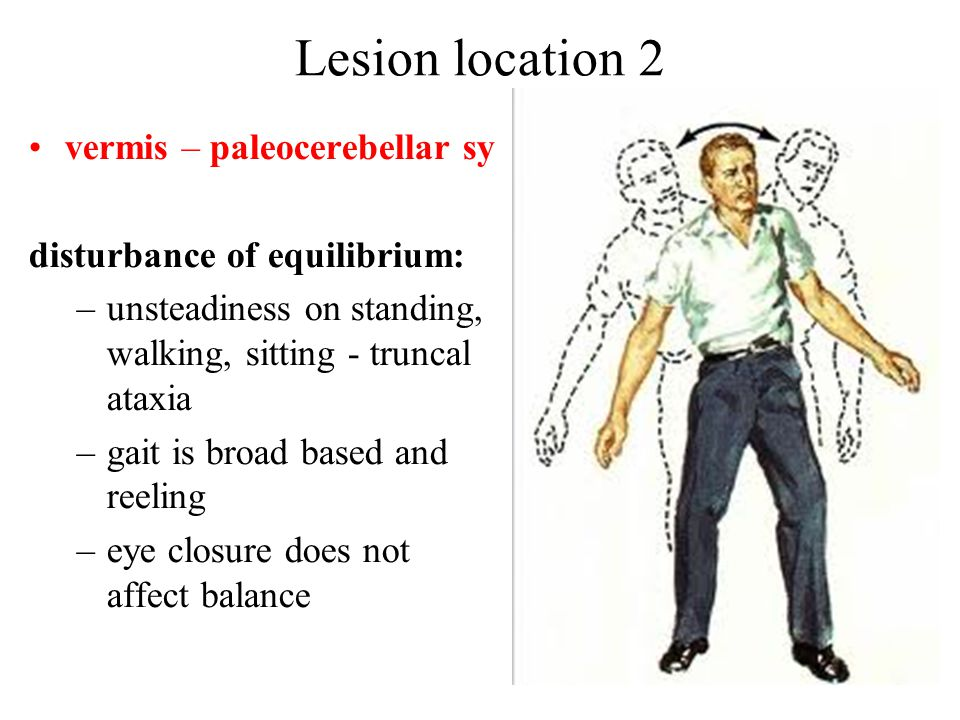 Lesion location 2
• vermis – paleocerebellar sy
disturbance of equilibrium:
– unsteadiness on standing,
walking, sitting - truncal
ataxia
– gait is broad based and
reeling
– eye closure does not
affect balance